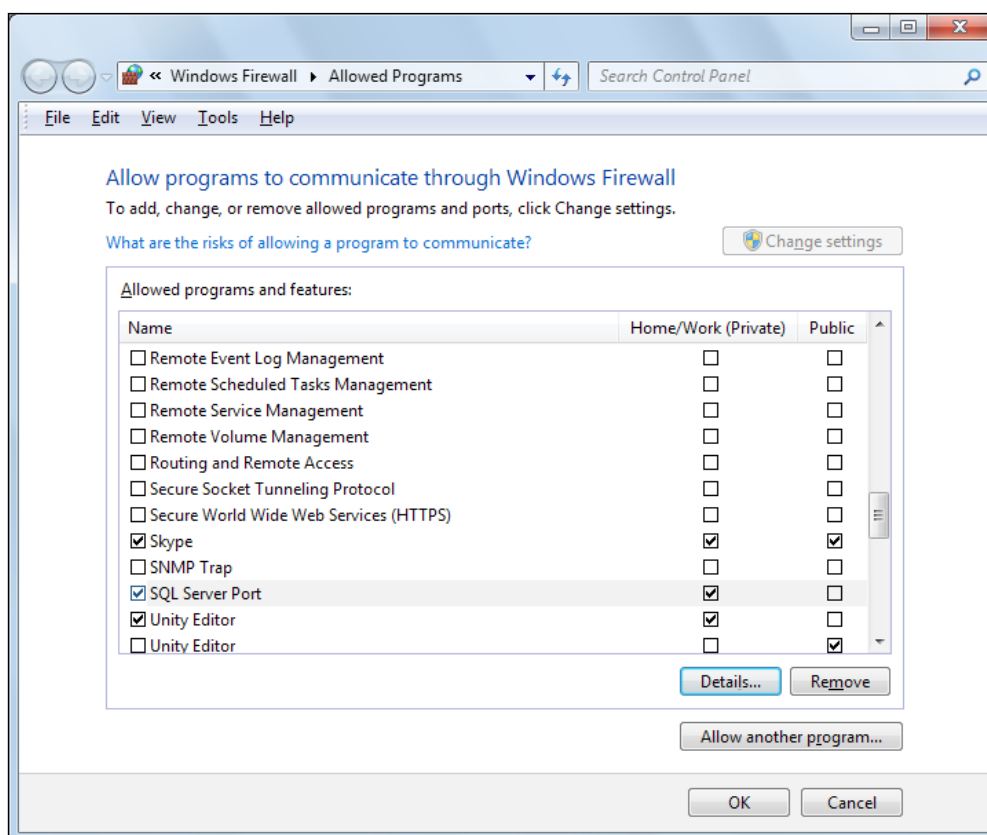 « Windows Firewall Allowed Programs Search Control Panel
File Edit View Tools Help
Allow programs to communicate through Windows Firewall
To add, change, or remove allowed programs and ports, click Change settings.
What are the risks of allowing a program to communicate? Change settings
Allowed programs and features:
Name Home/Work (Private) Public
Remote Event Log Management
Remote Scheduled Tasks Management
Remote Service Management
Remote Volume Management
Routing and Remote Access
Secure Socket Tunneling Protocol
Secure World Wide Web Services (HTTPS)
Skype
SNMP Trap
SQL Server Port
Unity Editor
Unity Editor
Details... Remove
Allow another program...
OK Cancel